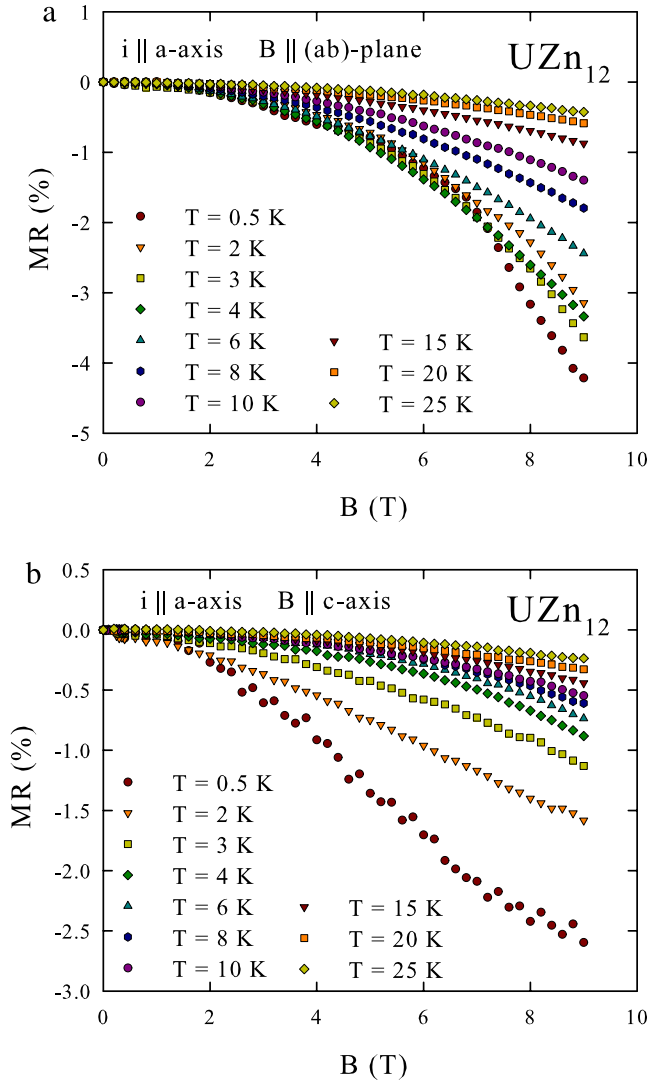 a
i || a-axis B || (ab)-plane UZn12
1
0
-1
-2
-3
-4
-5
MR (%)
T = 0.5 K
T = 2 K
T = 3 K
T = 4 K
T = 6 K
T = 8 K
T = 10 K
T = 15 K
T = 20 K
T = 25 K
0 2 4 6 8 10
B (T)
b
i || a-axis B || c-axis UZn12
0.5
0.0
-0.5
-1.0
-1.5
-2.0
-2.5
-3.0
MR (%)
T = 0.5 K
T = 2 K
T = 3 K
T = 4 K
T = 6 K
T = 8 K
T = 10 K
T = 15 K
T = 20 K
T = 25 K
0 2 4 6 8 10
B (T)